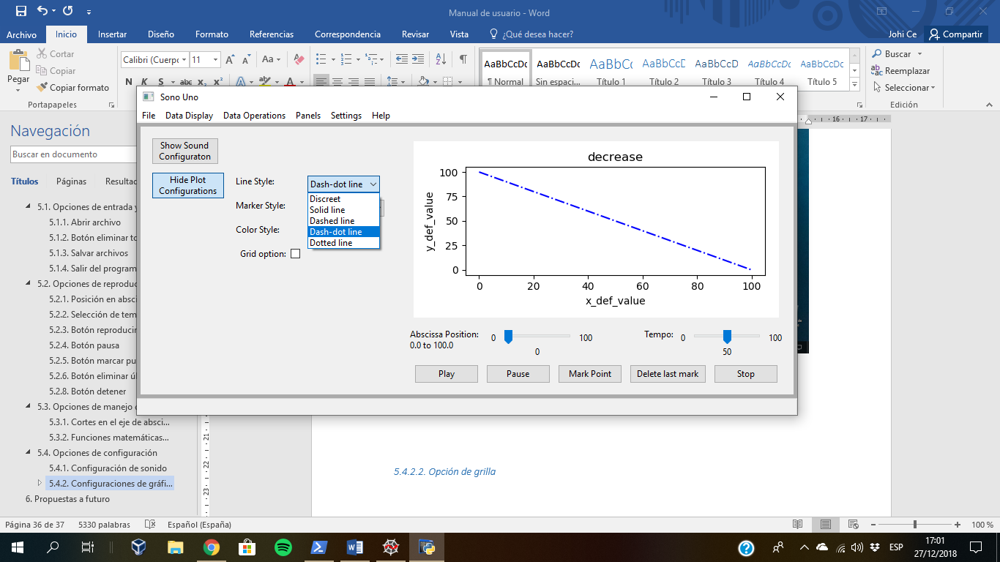 Manual de usuario - Word
Archivo Inicio Insertar Diseño Formato Referencias Correspondencia Revisar Vista ¿Qué desea hacer? Johi Ce Compartir
Pegar
Cortar
Copiar
Copiar formato
Portapapeles
Calibri (Cuerpo 11
N K S abc x₂ x²
Aa
AaBbCcDc AaBbCcDc AaBbCc AaBbCcD AaBbCcD AaBbCcDc AaBbCcDc
¶ Normal Sin espaci... Título 1 Título 2 Título 3 Título 4 Título 5
Buscar
Reemplazar
Seleccionar
Edición
Navegación
Buscar en documento
Títulos Páginas Resultad
5.1. Opciones de entrada y
5.1.1. Abrir archivo
5.1.2. Botón eliminar to
5.1.3. Salvar archivos
5.1.4. Salir del program
5.2. Opciones de reproduc
5.2.1. Posición en absci
5.2.2. Selección de tem
5.2.3. Botón reproducir
5.2.4. Botón pausa
5.2.5. Botón marcar pu
5.2.6. Botón eliminar úl
5.2.8. Botón detener
5.3. Opciones de manejo d
5.3.1. Cortes en el eje de absci...
5.3.2. Funciones matemáticas...
5.4. Opciones de configuración
5.4.1. Configuración de sonido
5.4.2. Configuraciones de gráfi...
6. Propuestas a futuro
Sono Uno
File Data Display Data Operations Panels Settings Help
Show Sound
Configuraton
Hide Plot
Configurations
Line Style: Dash-dot line
Discreet
Solid line
Dashed line
Dash-dot line
Dotted line
Marker Style:
Color Style:
Grid option:
decrease
y_def_value
100
75
50
25
0
0 20 40 60 80 100
x_def_value
Abscissa Position: 0 100
0.0 to 100.0
0
Tempo: 0 100
50
Play Pause Mark Point Delete last mark Stop
16 17
21
22
23
5.4.2.2. Opción de grilla
Página 36 de 37 5330 palabras Español (España) 100 %
ESP
17:01
27/12/2018